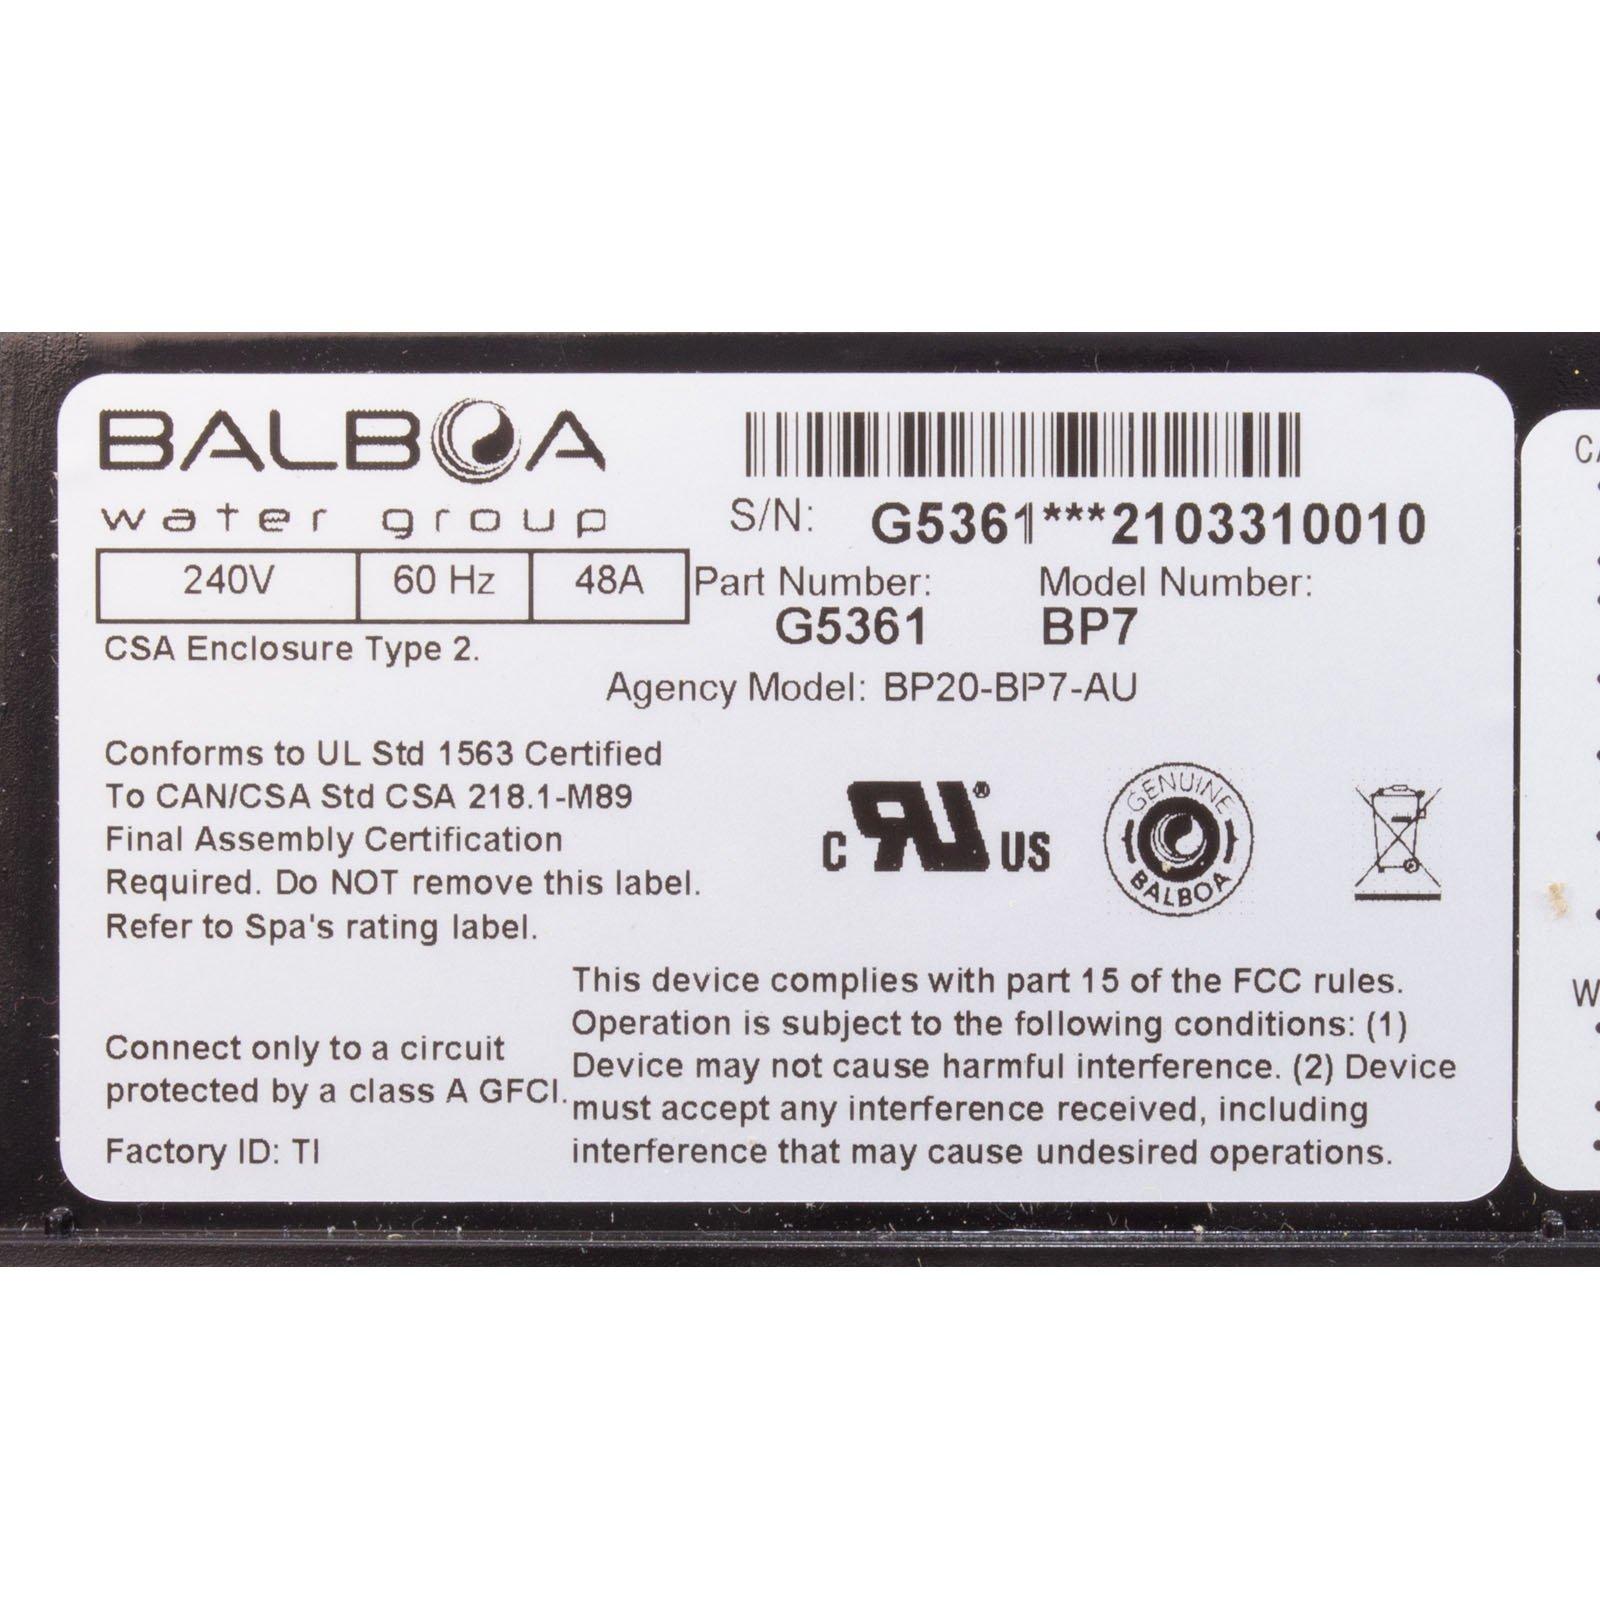 BALBOA
water group
S/N: G5361***2103310010
240V 60 Hz 48A
Part Number: Model Number:
G5361 BP7
CSA Enclosure Type 2.
Agency Model: BP20-BP7-AU
Conforms to UL Std 1563 Certified
To CAN/CSA Std CSA 218.1-M89
Final Assembly Certification
Required. Do NOT remove this label.
Refer to Spa's rating label.
C RU® US
GENUINE
BALBOA
Connect only to a circuit
protected by a class A GFCI.
Factory ID: TI
This device complies with part 15 of the FCC rules.
Operation is subject to the following conditions: (1)
Device may not cause harmful interference. (2) Device
must accept any interference received, including
interference that may cause undesired operations.